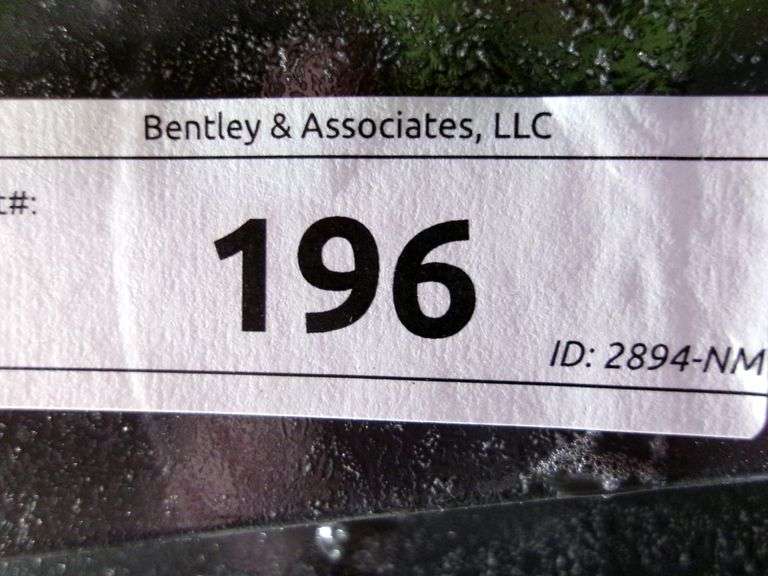 Bentley & Associates, LLC
t#:
196
ID: 2894-NM